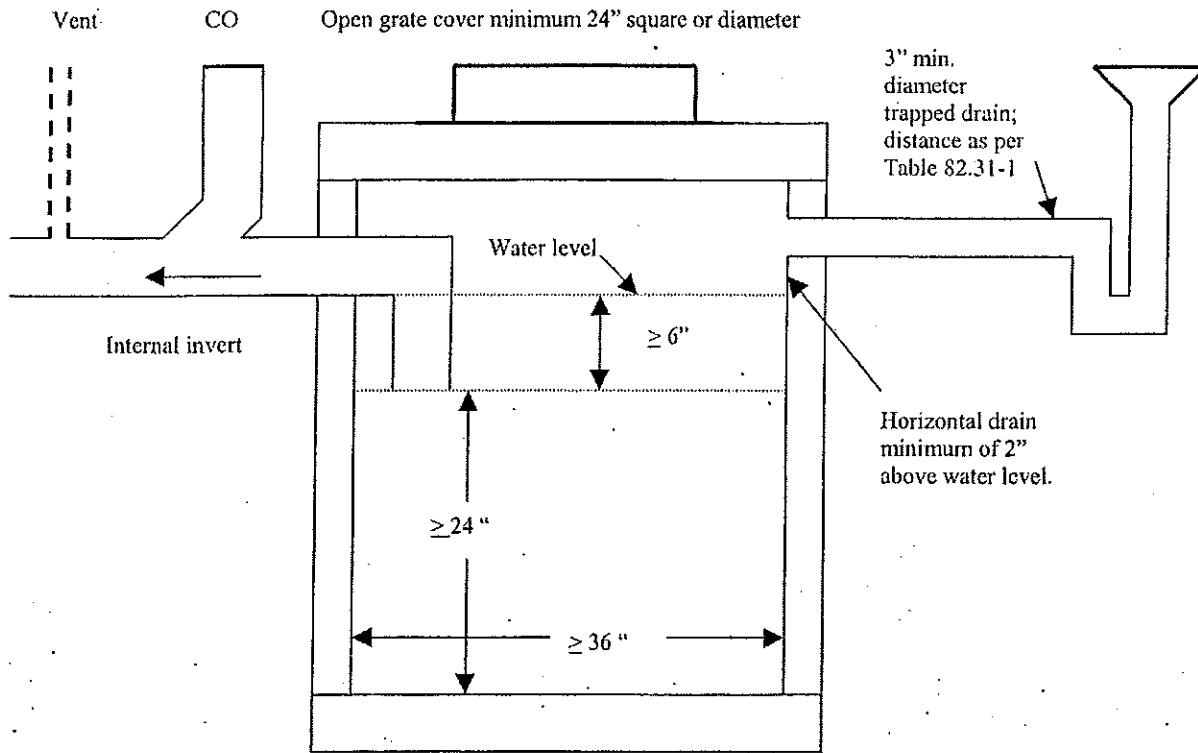 Vent CO Open grate cover minimum 24” square or diameter
3” min.
diameter
trapped drain;
distance as per
Table 82.31-1
Water level
≥ 6”
Internal invert
Horizontal drain
minimum of 2”
above water level.
≥ 24 “
≥ 36 “